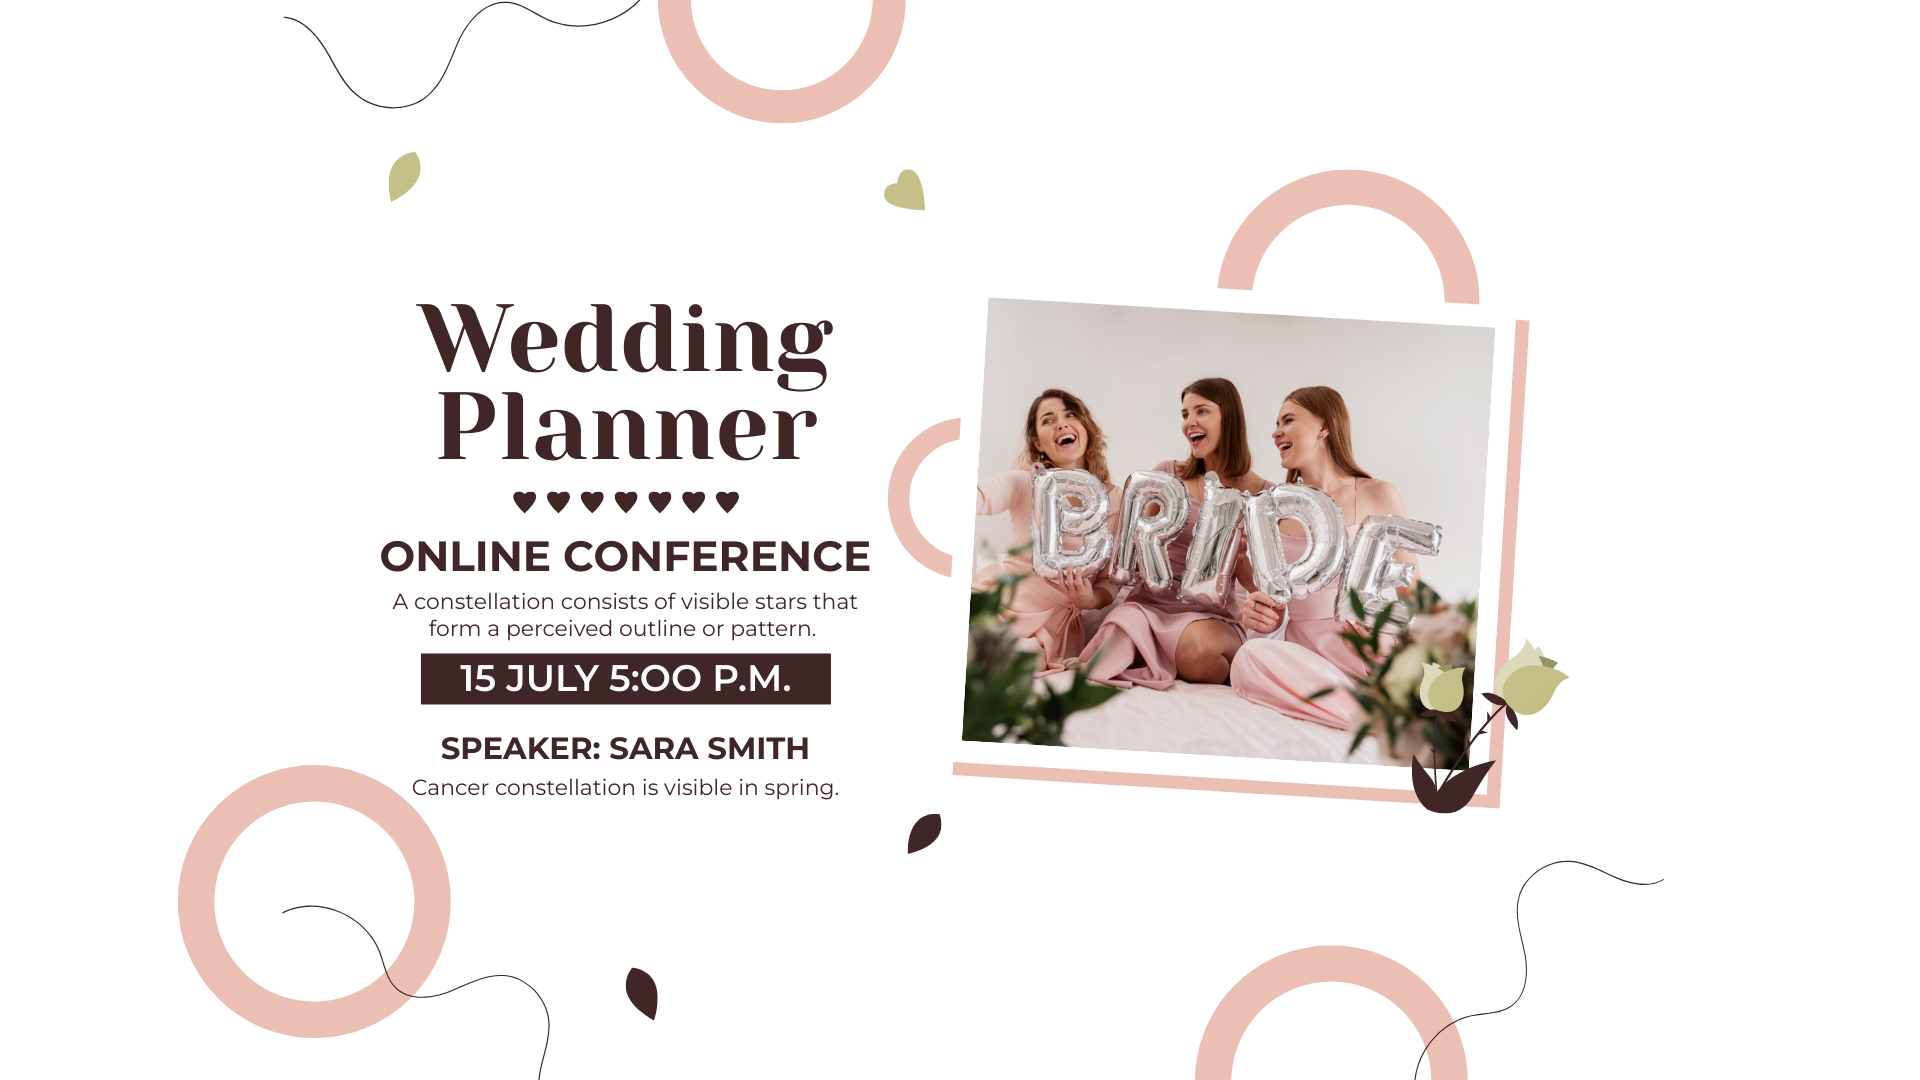 Wedding
Planner
ONLINE CONFERENCE
A constellation consists of visible stars that
form a perceived outline or pattern.
15 JULY 5:OO P.M.
SPEAKER: SARA SMITH
Cancer constellation is visible in spring.
BRIDE